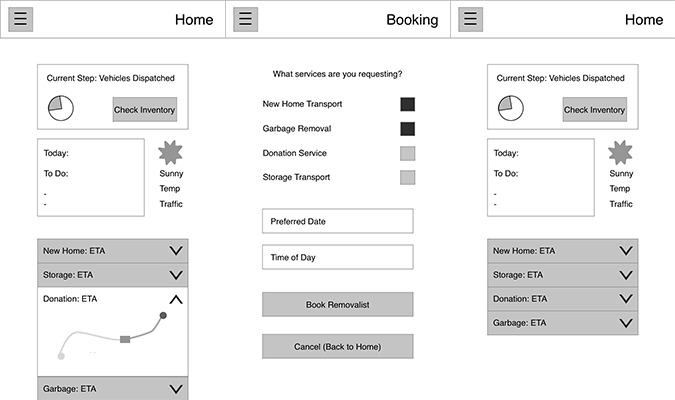 Home
Current Step: Vehicles Dispatched
Check Inventory
Today:
To Do:
-
-
Sunny
Temp
Traffic
New Home: ETA
Storage: ETA
Donation: ETA
Garbage: ETA
Booking
What services are you requesting?
New Home Transport
Garbage Removal
Donation Service
Storage Transport
Preferred Date
Time of Day
Book Removalist
Cancel (Back to Home)
Home
Current Step: Vehicles Dispatched
Check Inventory
Today:
To Do:
-
-
Sunny
Temp
Traffic
New Home: ETA
Storage: ETA
Donation: ETA
Garbage: ETA